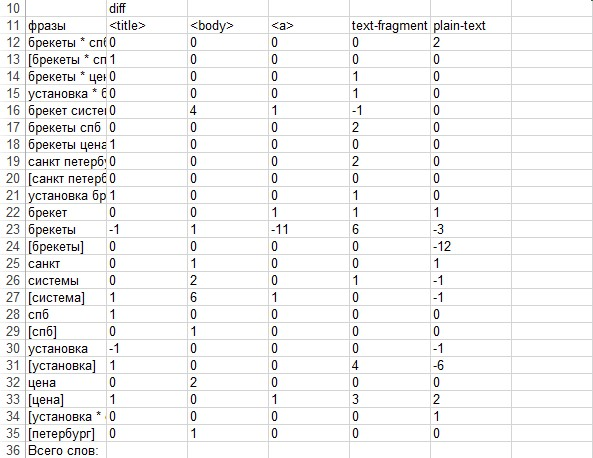 10 diff
11 фразы <title> <body> <a> text-fragment plain-text
12 брекеты * 0 0 0 0 2
13 [брекеты * 1 0 0 0 0
14 брекеты * 0 0 0 1 0
15 установка * 0 0 0 1 0
16 брекет 0 4 1 -1 0
17 брекеты спб 0 0 0 2 0
18 брекеты цена 1 0 0 0 0
19 санкт 0 0 0 2 0
20 [санкт 0 0 0 0 0
21 установка 1 0 0 1 0
22 брекет 0 0 1 1 1
23 брекеты -1 1 -11 6 -3
24 [брекеты] 0 0 0 0 -12
25 санкт 0 1 0 0 1
26 системы 0 2 0 1 -1
27 [система] 1 6 1 0 -1
28 спб 1 0 0 0 0
29 [спб] 0 1 0 0 0
30 установка -1 0 0 0 -1
31 [установка] 1 0 0 4 -6
32 цена 0 2 0 0 0
33 [цена] 1 0 1 3 2
34 [установка * 0 0 0 0 1
35 [петербург] 0 1 0 0 0
36 Всего слов: